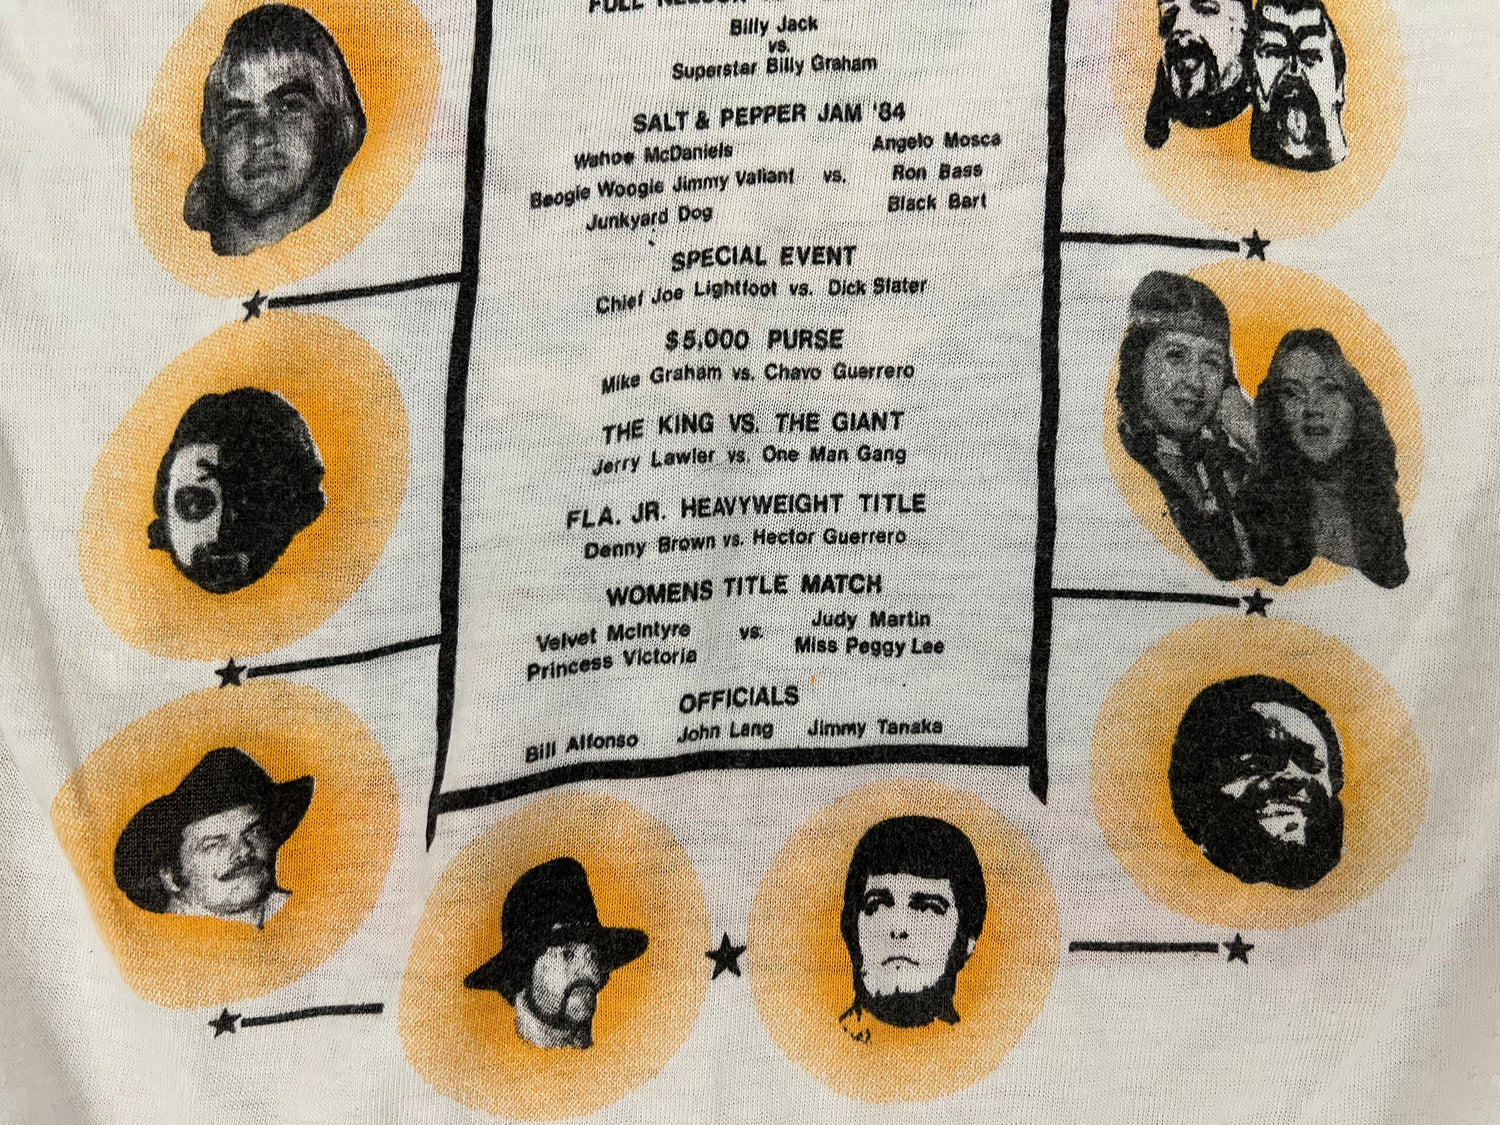 FULL NELSON
Billy Jack
vs.
Superstar Billy Graham
SALT & PEPPER JAM '84
Wahoe McDaniels
Angelo Mosca
Beogie Woogie Jimmy Valiant vs. Ron Bass
Junkyard Dog
Black Bart
SPECIAL EVENT
Chief Joe Lightfoot vs. Dick Slater
$5,000 PURSE
Mike Graham vs. Chavo Guerrero
THE KING VS. THE GIANT
Jerry Lawler vs. One Man Gang
FLA. JR. HEAVYWEIGHT TITLE
Denny Brown vs. Hector Guerrero
WOMENS TITLE MATCH
Velvet McIntyre vs. Judy Martin
Princess Victoria Miss Peggy Lee
OFFICIALS
Bill Alfonso John Lang Jimmy Tanaka